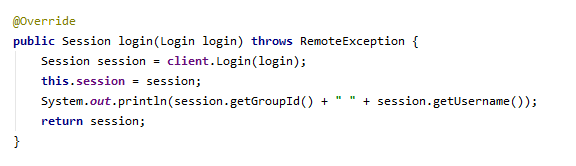 @Override
public Session login(Login login) throws RemoteException {
    Session session = client.Login(login);
    this.session = session;
    System.out.println(session.getGroupId() + " " + session.getUsername());
    return session;
}